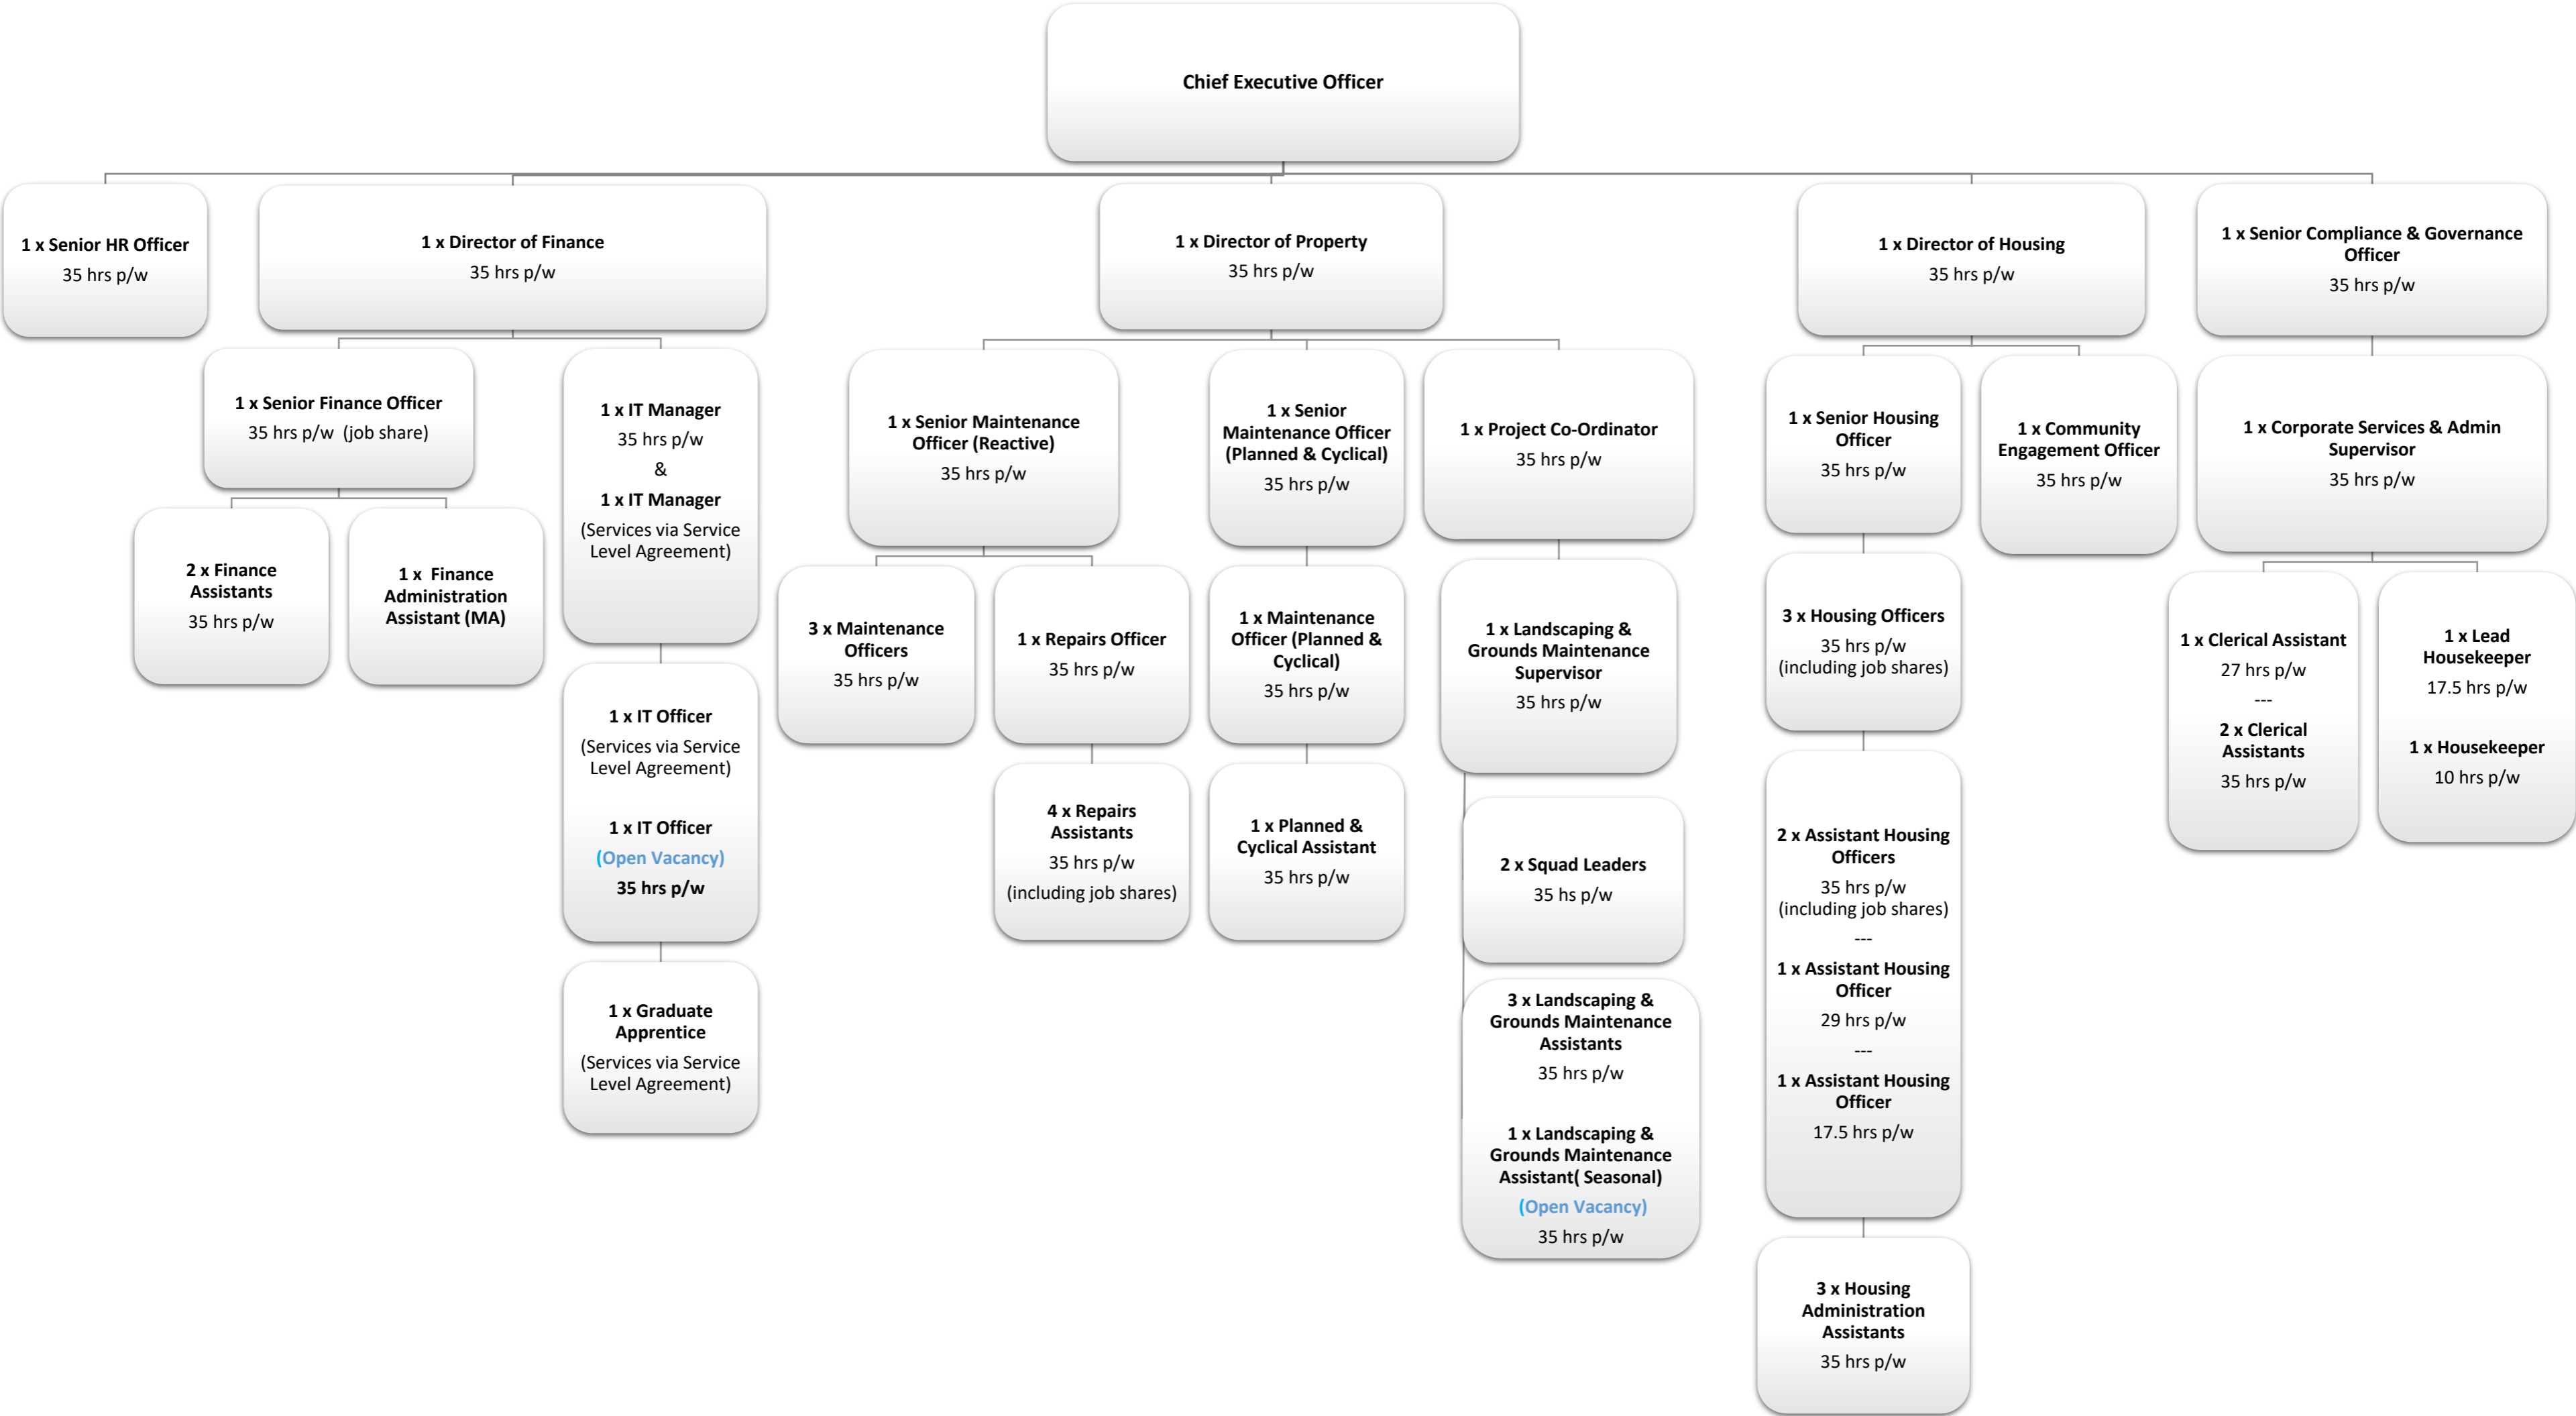 Chief Executive Officer
1 x Senior HR Officer
35 hrs p/w
1 x Director of Finance
35 hrs p/w
1 x Director of Property
35 hrs p/w
1 x Director of Housing
35 hrs p/w
1 x Senior Compliance & Governance
Officer
35 hrs p/w
1 x Senior Finance Officer
35 hrs p/w (job share)
1 x IT Manager
35 hrs p/w
&
1 x IT Manager
(Services via Service
Level Agreement)
1 x Senior Maintenance
Officer (Reactive)
35 hrs p/w
1 x Senior
Maintenance Officer
(Planned & Cyclical)
35 hrs p/w
1 x Project Co-Ordinator
35 hrs p/w
1 x Senior Housing
Officer
35 hrs p/w
1 x Community
Engagement Officer
35 hrs p/w
1 x Corporate Services & Admin
Supervisor
35 hrs p/w
2 x Finance
Assistants
35 hrs p/w
1 x Finance
Administration
Assistant (MA)
3 x Maintenance
Officers
35 hrs p/w
1 x Repairs Officer
35 hrs p/w
1 x Maintenance
Officer (Planned &
Cyclical)
35 hrs p/w
1 x Landscaping &
Grounds Maintenance
Supervisor
35 hrs p/w
3 x Housing Officers
35 hrs p/w
(including job shares)
1 x Clerical Assistant
27 hrs p/w
---
2 x Clerical
Assistants
35 hrs p/w
1 x Lead
Housekeeper
17.5 hrs p/w
1 x Housekeeper
10 hrs p/w
1 x IT Officer
(Services via Service
Level Agreement)
1 x IT Officer
(Open Vacancy)
35 hrs p/w
4 x Repairs
Assistants
35 hrs p/w
(including job shares)
1 x Planned &
Cyclical Assistant
35 hrs p/w
2 x Squad Leaders
35 hs p/w
2 x Assistant Housing
Officers
35 hrs p/w
(including job shares)
---
1 x Assistant Housing
Officer
29 hrs p/w
---
1 x Assistant Housing
Officer
17.5 hrs p/w
1 x Graduate
Apprentice
(Services via Service
Level Agreement)
3 x Landscaping &
Grounds Maintenance
Assistants
35 hrs p/w
1 x Landscaping &
Grounds Maintenance
Assistant( Seasonal)
(Open Vacancy)
35 hrs p/w
3 x Housing
Administration
Assistants
35 hrs p/w